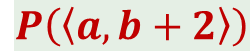 P(⟨a, b + 2⟩)